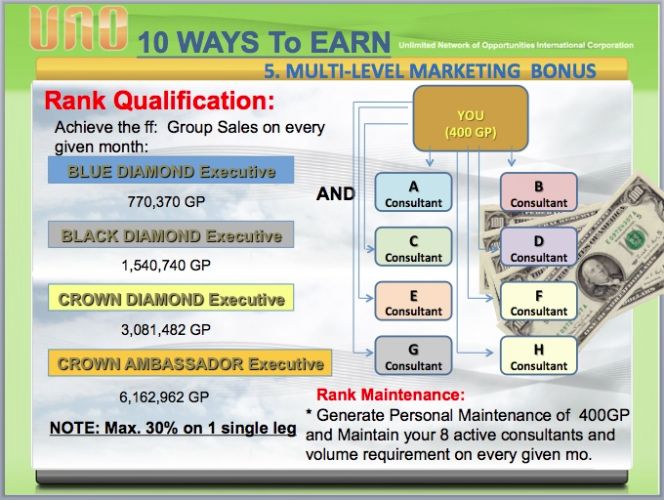 UNO
10 WAYS To EARN
Unlimited Network of Opportunities International Corporation
5. MULTI-LEVEL MARKETING BONUS
Rank Qualification:
Achieve the ff: Group Sales on every
given month:
BLUE DIAMOND Executive
770,370 GP
BLACK DIAMOND Executive
1,540,740 GP
CROWN DIAMOND Executive
3,081,482 GP
CROWN AMBASSADOR Executive
6,162,962 GP
NOTE: Max. 30% on 1 single leg
AND
YOU
(400 GP)
A
Consultant
B
Consultant
C
Consultant
D
Consultant
E
Consultant
F
Consultant
G
Consultant
H
Consultant
Rank Maintenance:
* Generate Personal Maintenance of 400GP
and Maintain your 8 active consultants and
volume requirement on every given mo.